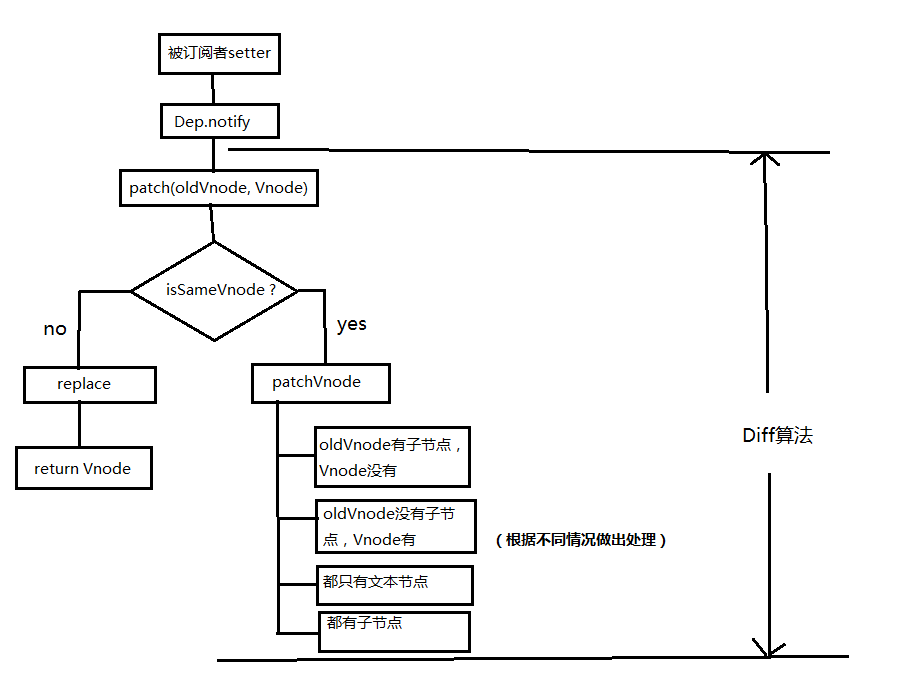 被订阅者setter
Dep.notify
patch(oldVnode, Vnode)
isSameVnode ?
no
yes
replace
patchVnode
return Vnode
oldVnode有子节点，
Vnode没有
oldVnode没有子节
点，Vnode有
（根据不同情况做出处理）
都只有文本节点
都有子节点
Diff算法